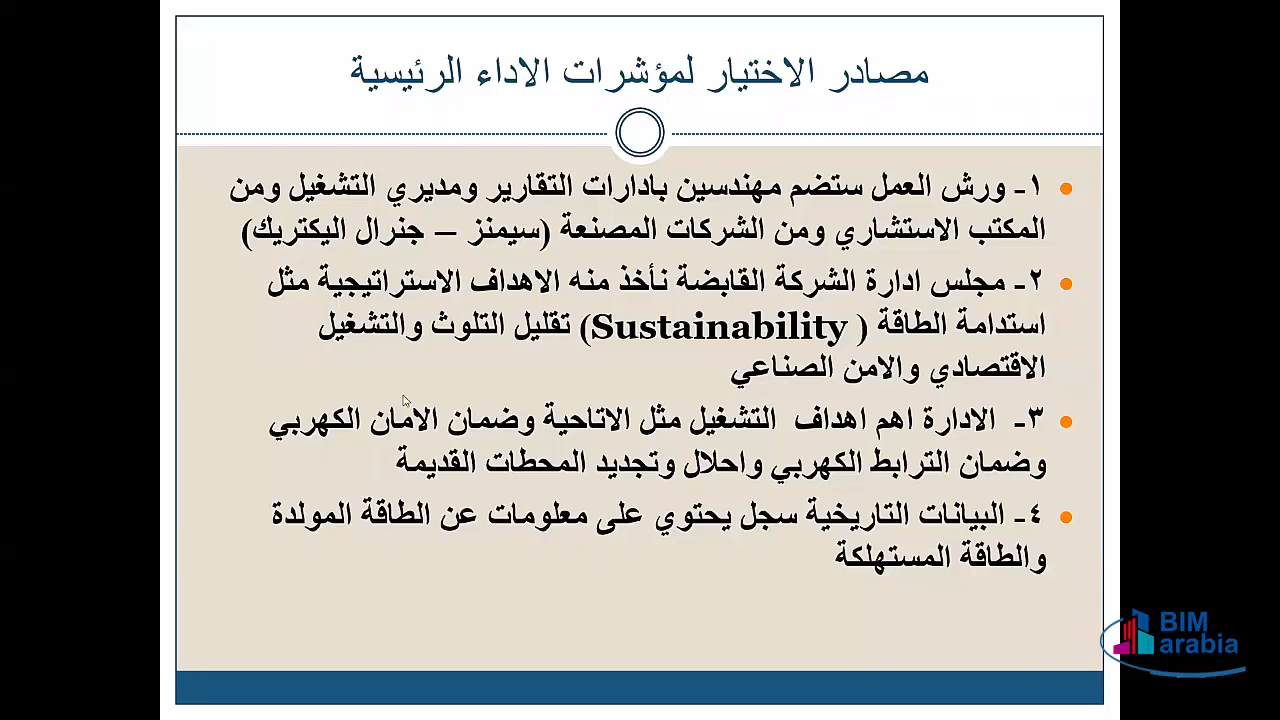 مصادر الاختيار لمؤشرات الاداء الرئيسية
١- ورش العمل ستضم مهندسين بادارات التقارير ومديري التشغيل ومن
المكتب الاستشاري ومن الشركات المصنعة (سيمنز – جنرال اليكتريك)
٢- مجلس ادارة الشركة القابضة نأخذ منه الاهداف الاستراتيجية مثل
استدامة الطاقة ( Sustainability) تقليل التلوث والتشغيل
الاقتصادي والامن الصناعي
٣- الادارة اهم اهداف التشغيل مثل الاتاحية وضمان الامان الكهربي
وضمان الترابط الكهربي واحلال وتجديد المحطات القديمة
٤- البيانات التاريخية سجل يحتوي على معلومات عن الطاقة المولدة
والطاقة المستهلكة
BIM
arabia